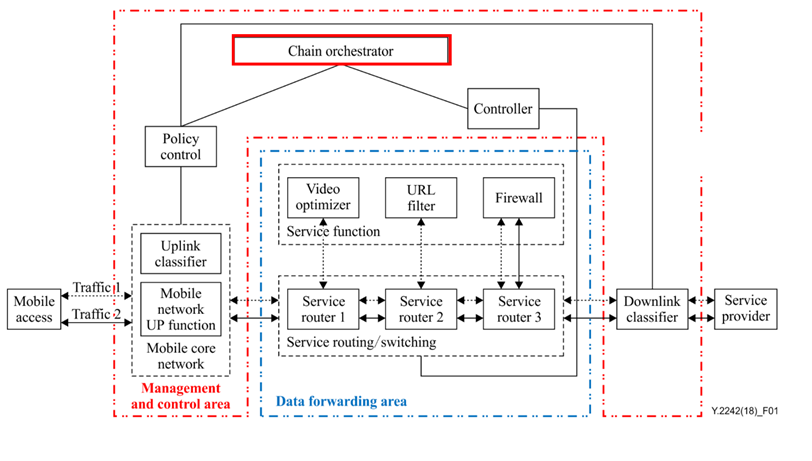 Chain orchestrator
Controller
Policy
control
Video
optimizer
URL
filter
Firewall
Service function
Uplink
classifier
Traffic 1
Mobile
access
Traffic 2
Mobile
network
UP function
Mobile core
network
Service
router 1
Service
router 2
Service
router 3
Service routing/switching
Downlink
classifier
Service
provider
Management
and control area
Data forwarding area
Y.2242(18)_F01